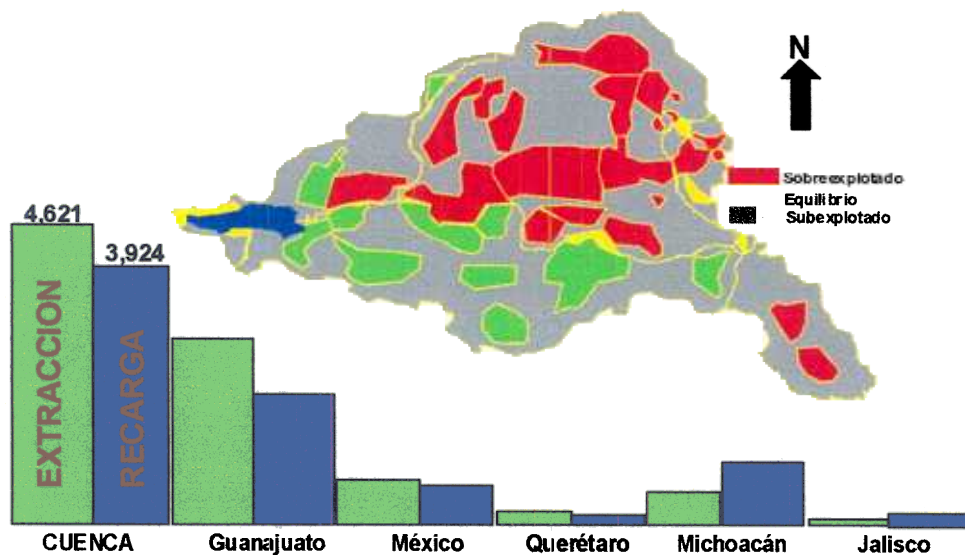 N
Sobreexplotado
Equilibrio
Subexplotado
4,621
3,924
EXTRACCION
RECARGA
CUENCA
Guanajuato
México
Querétaro
Michoacán
Jalisco